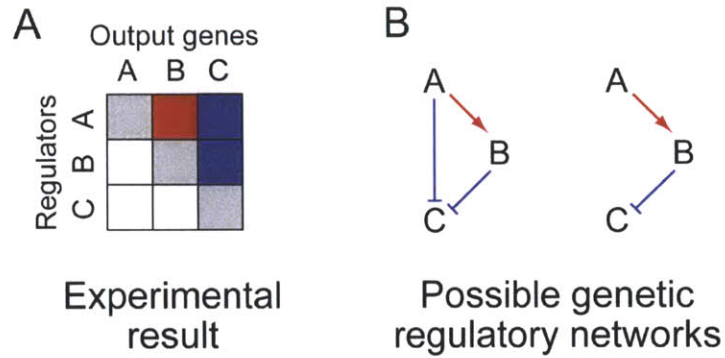 A
Output genes
A B C
Regulators
A
B
C
Experimental
result
B
A
B
C
A
B
C
Possible genetic
regulatory networks